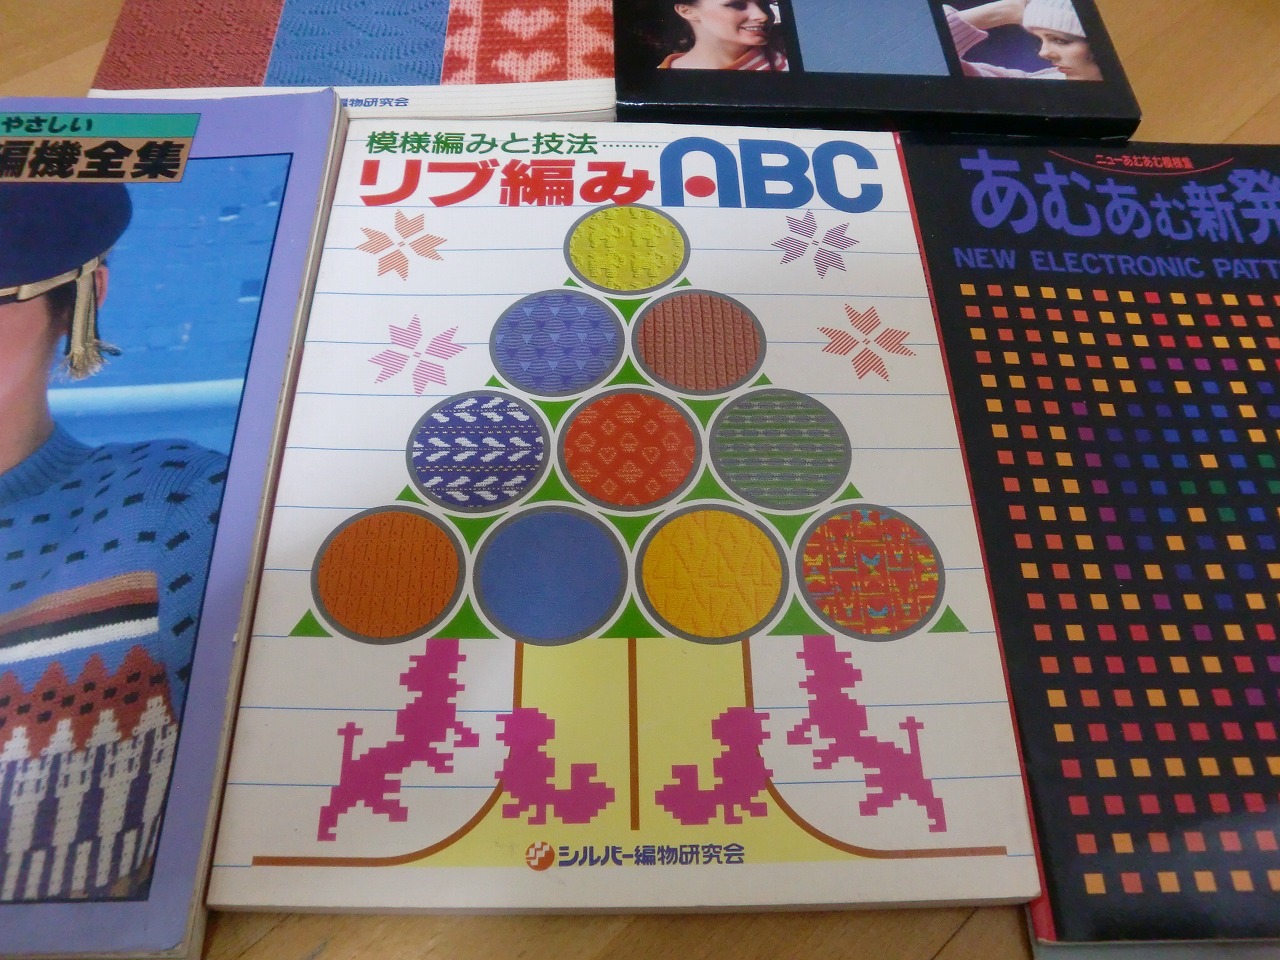 編物研究会
やさしい
編機全集
模様編みと技法………
リブ編みABC
シルバー編物研究会
ニューあむあむ模様集
あむあむ新発
NEW ELECTRONIC PATT